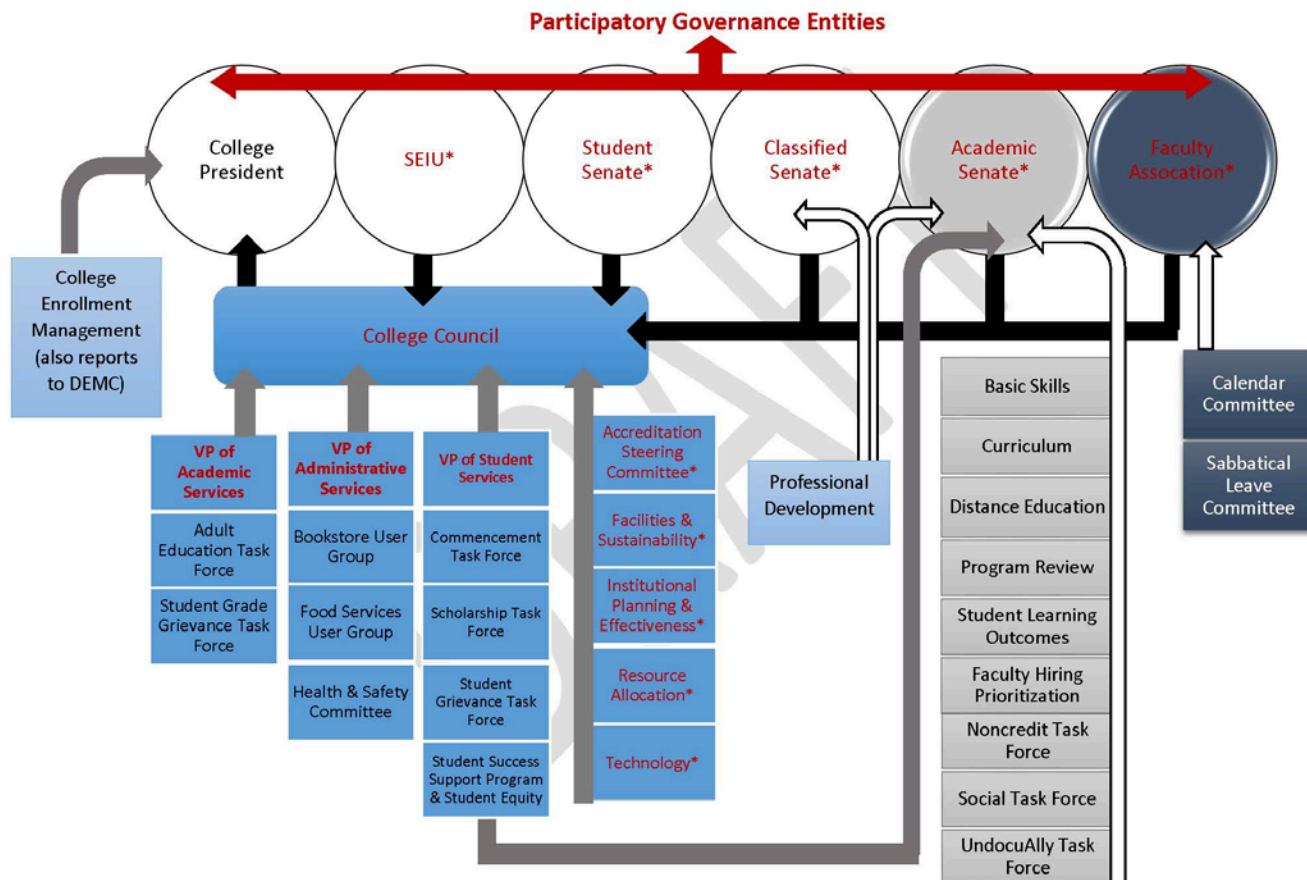 Participatory Governance Entities
College
President
SEIU*
Student
Senate*
Classified
Senate*
Academic
Senate*
Faculty
Assocation*
College
Enrollment
Management
(also reports
to DEMC)
College Council
VP of
Academic
Services
Adult
Education Task
Force
Student Grade
Grievance Task
Force
VP of
Administrative
Services
Bookstore User
Group
Food Services
User Group
Health & Safety
Committee
VP of Student
Services
Commencement
Task Force
Scholarship Task
Force
Student
Grievance Task
Force
Student Success
Support Program
& Student Equity
Accreditation
Steering
Committee*
Facilities &
Sustainability*
Institutional
Planning &
Effectiveness*
Resource
Allocation*
Technology*
Professional
Development
Basic Skills
Curriculum
Distance Education
Program Review
Student Learning
Outcomes
Faculty Hiring
Prioritization
Noncredit Task
Force
Social Task Force
UndocuAlly Task
Force
Calendar
Committee
Sabbatical
Leave
Committee
DRAFT